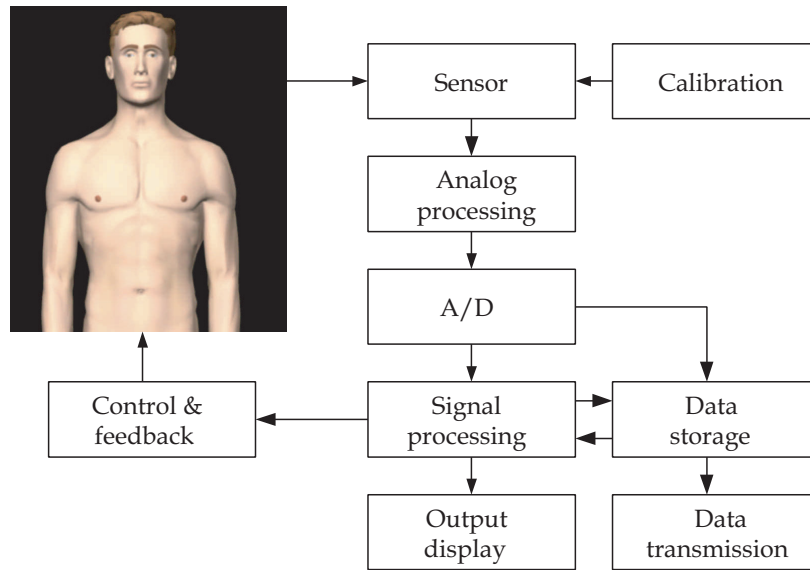 Sensor
Calibration
Analog
processing
A/D
Control &
feedback
Signal
processing
Data
storage
Output
display
Data
transmission